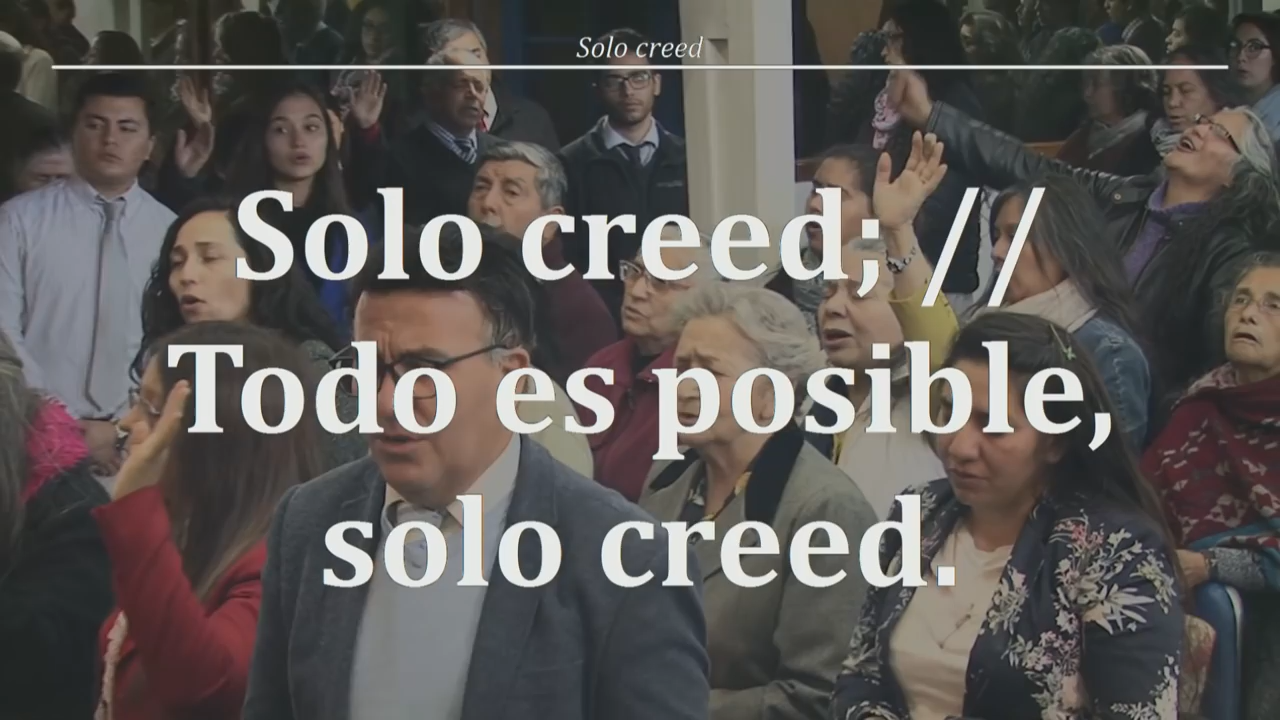 Solo creed
Solo creed; //
Todo es posible,
solo creed.